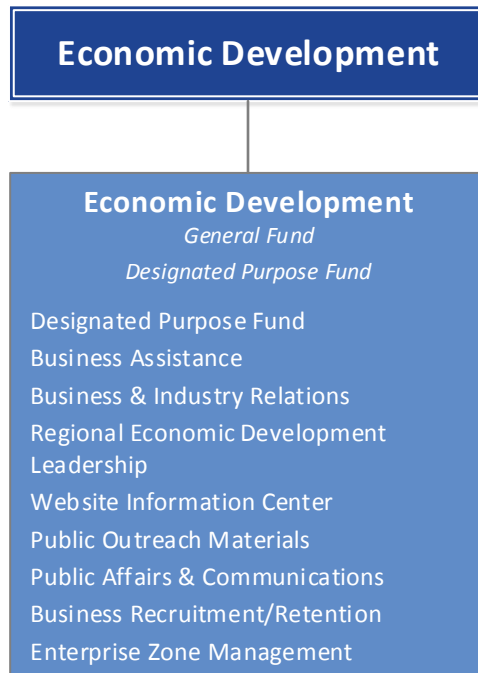 Economic Development
Economic Development
General Fund
Designated Purpose Fund
Designated Purpose Fund
Business Assistance
Business & Industry Relations
Regional Economic Development
Leadership
Website Information Center
Public Outreach Materials
Public Affairs & Communications
Business Recruitment/Retention
Enterprise Zone Management